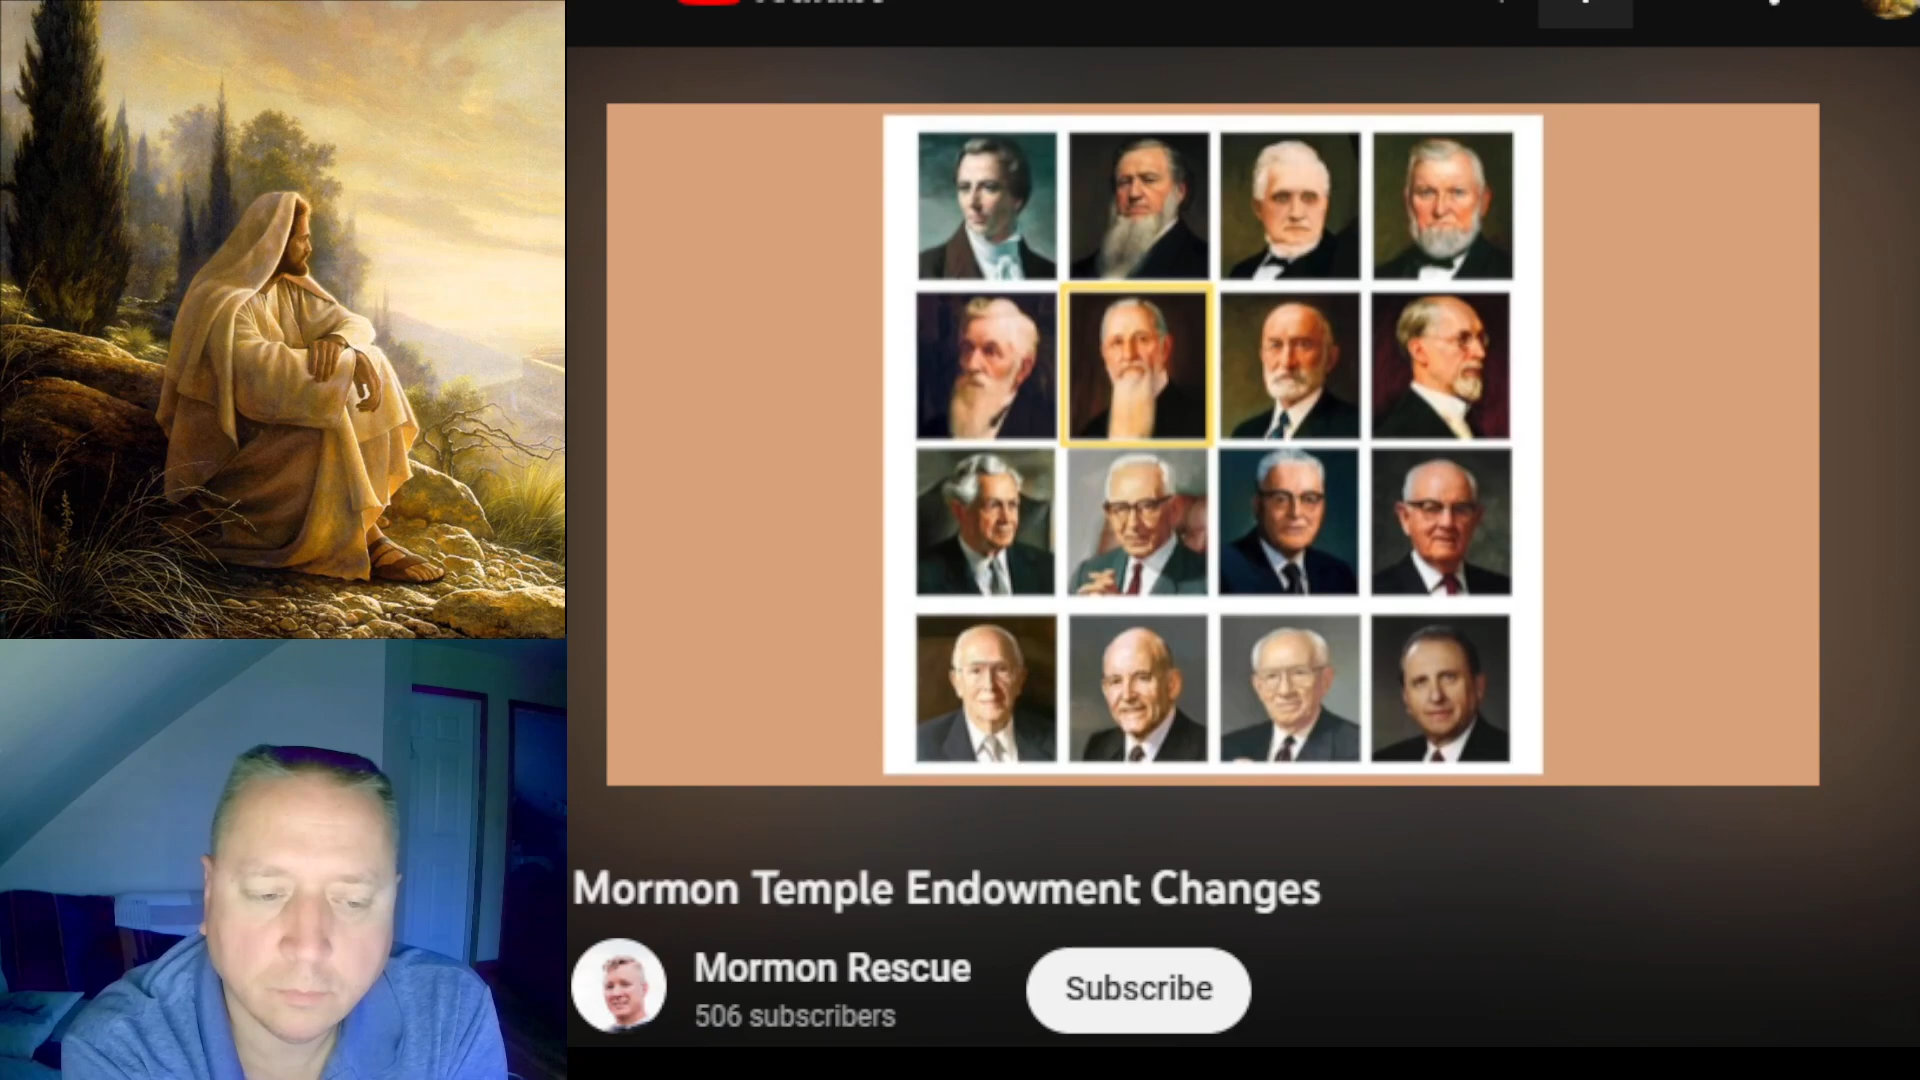 Mormon Temple Endowment Changes
Mormon Rescue
506 subscribers
Subscribe